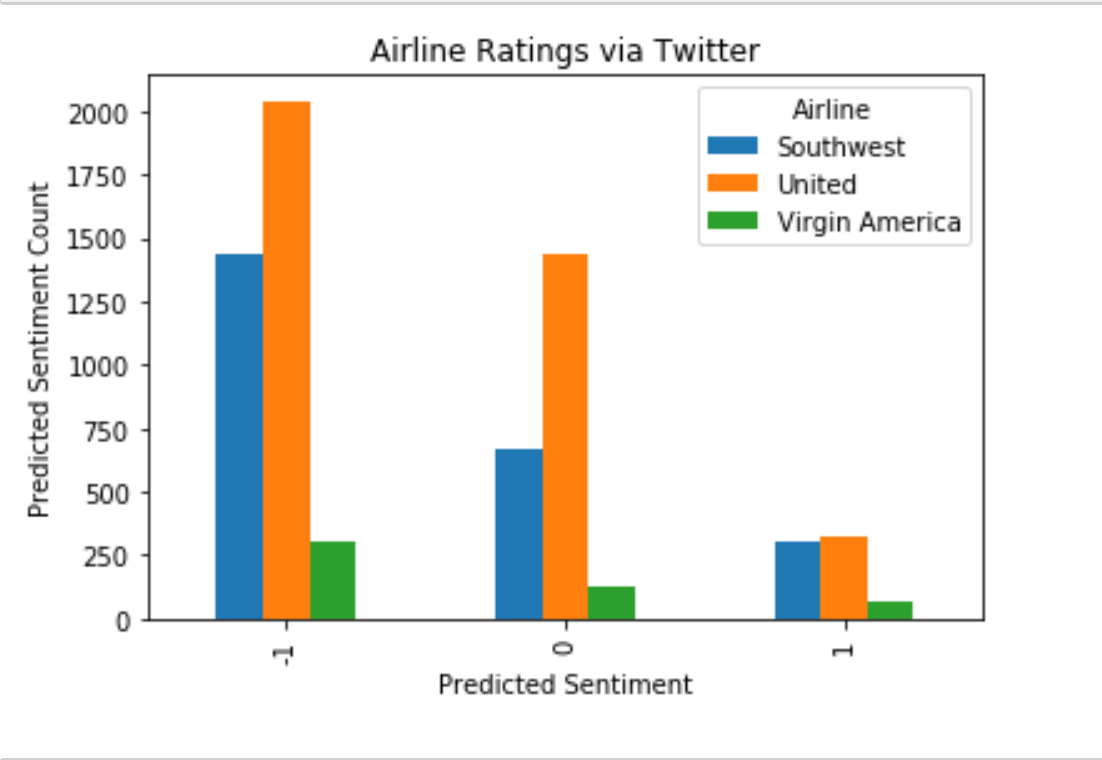 Airline Ratings via Twitter
Airline
Southwest
United
Virgin America
Predicted Sentiment Count
2000
1750
1500
1250
1000
750
500
250
0
-1
0
1
Predicted Sentiment